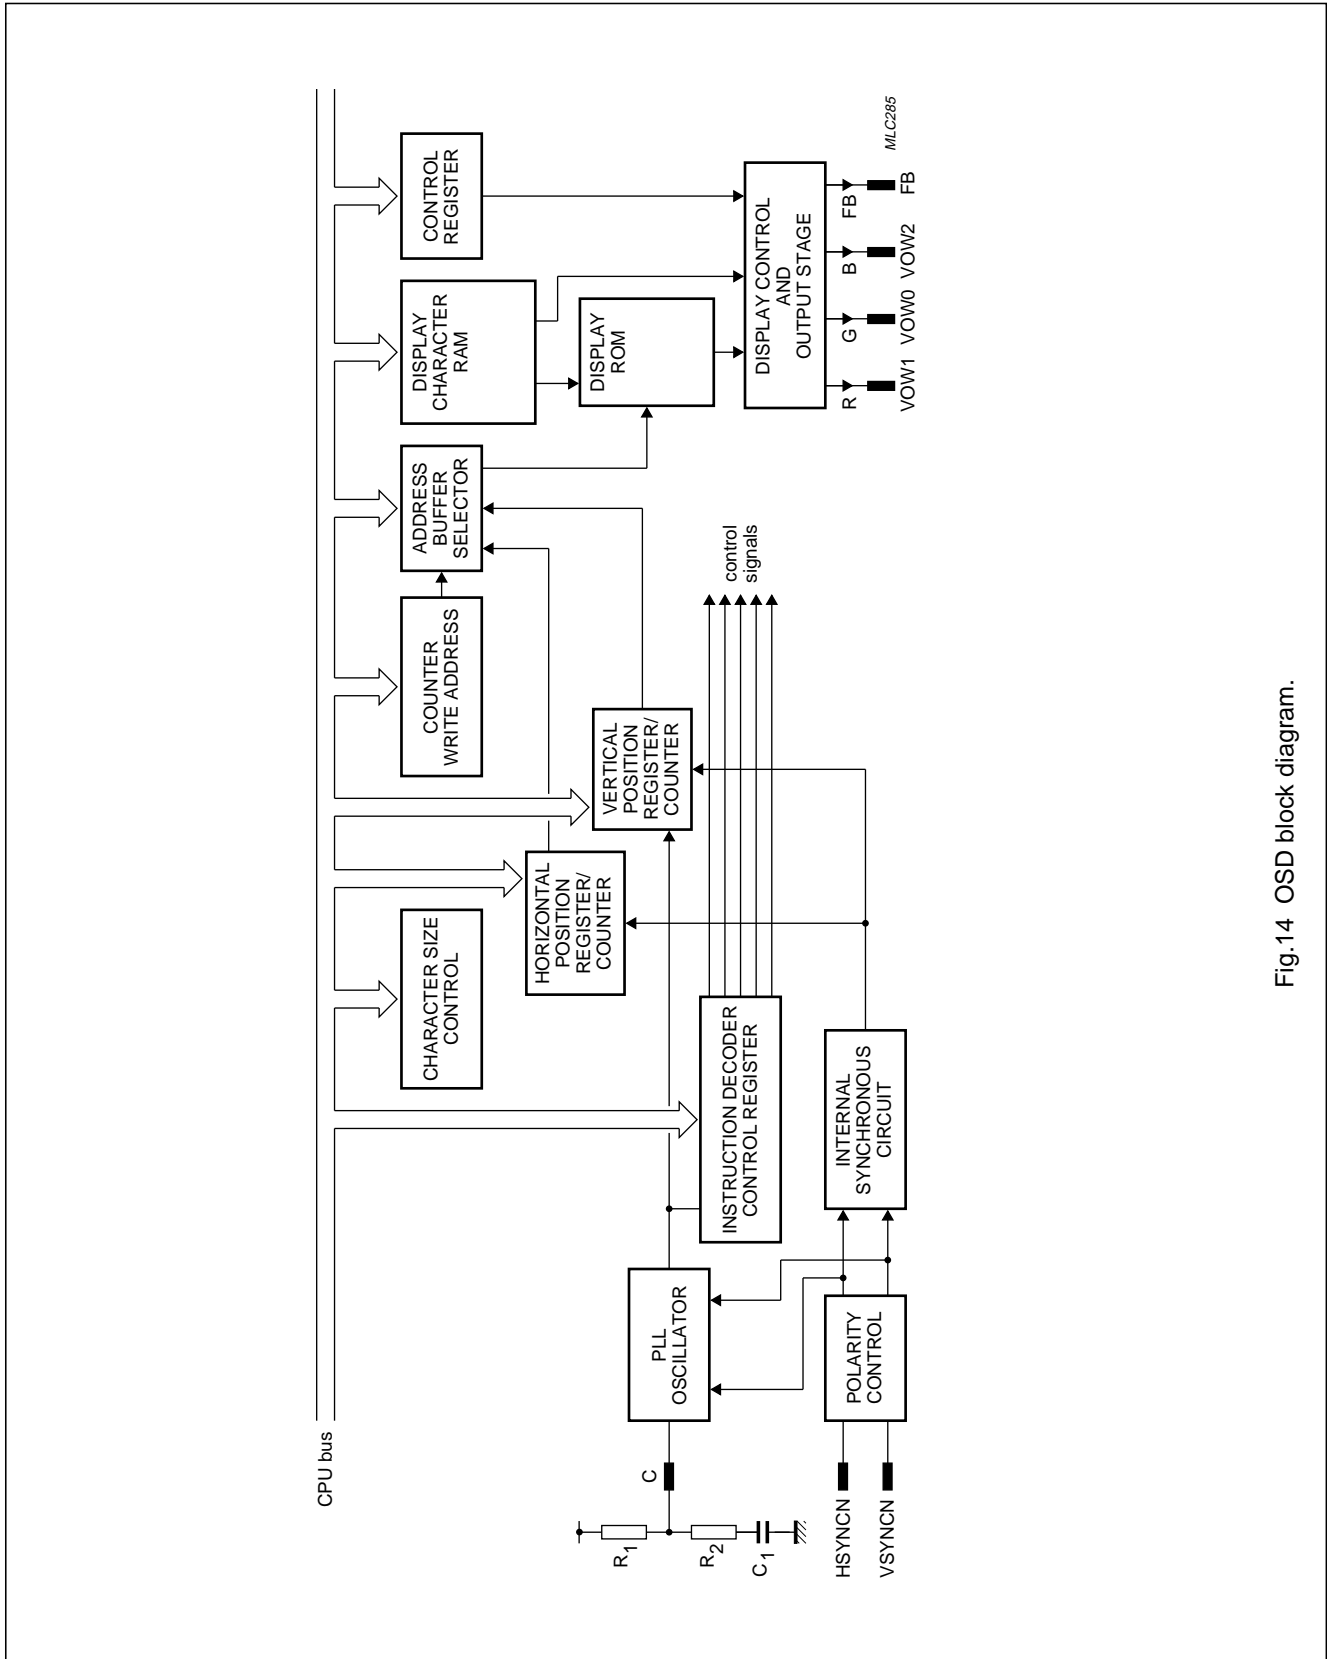 CPU bus
CHARACTER SIZE
CONTROL
HORIZONTAL
POSITION
REGISTER/
COUNTER
VERTICAL
POSITION
REGISTER/
COUNTER
COUNTER
WRITE ADDRESS
ADDRESS
BUFFER
SELECTOR
DISPLAY
CHARACTER
RAM
CONTROL
REGISTER
DISPLAY
ROM
DISPLAY CONTROL
AND
OUTPUT STAGE
R
G
B
FB
VOW1
VOW0
VOW2
FB
MLC285
control
signals
INSTRUCTION DECODER
CONTROL REGISTER
PLL
OSCILLATOR
C
R1
R2
C1
INTERNAL
SYNCHRONOUS
CIRCUIT
POLARITY
CONTROL
HSYNCN
VSYNCN
Fig.14 OSD block diagram.